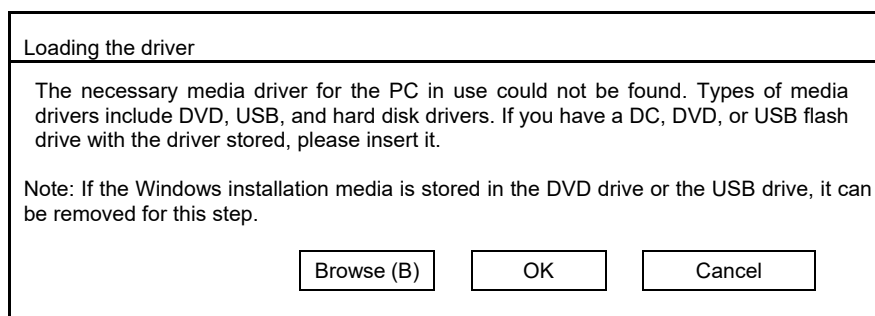 Loading the driver
The necessary media driver for the PC in use could not be found. Types of media
drivers include DVD, USB, and hard disk drivers. If you have a DC, DVD, or USB flash
drive with the driver stored, please insert it.
Note: If the Windows installation media is stored in the DVD drive or the USB drive, it can
be removed for this step.
Browse (B) OK Cancel